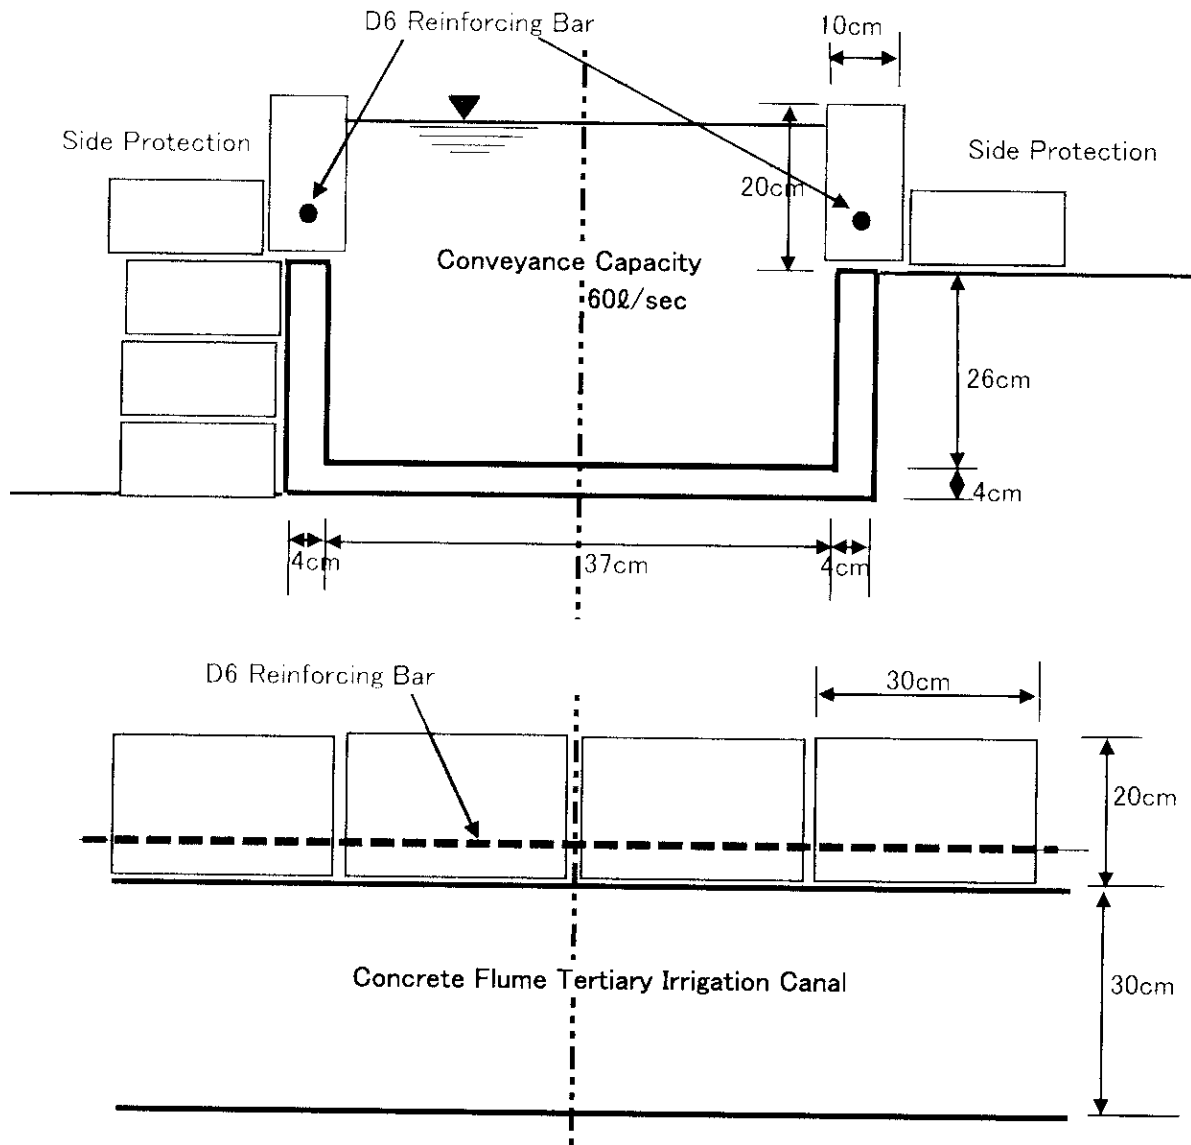 D6 Reinforcing Bar
10cm
Side Protection
Side Protection
20cm
Conveyance Capacity
60ℓ/sec
26cm
4cm
4cm
37cm
4cm
D6 Reinforcing Bar
30cm
20cm
Concrete Flume Tertiary Irrigation Canal
30cm